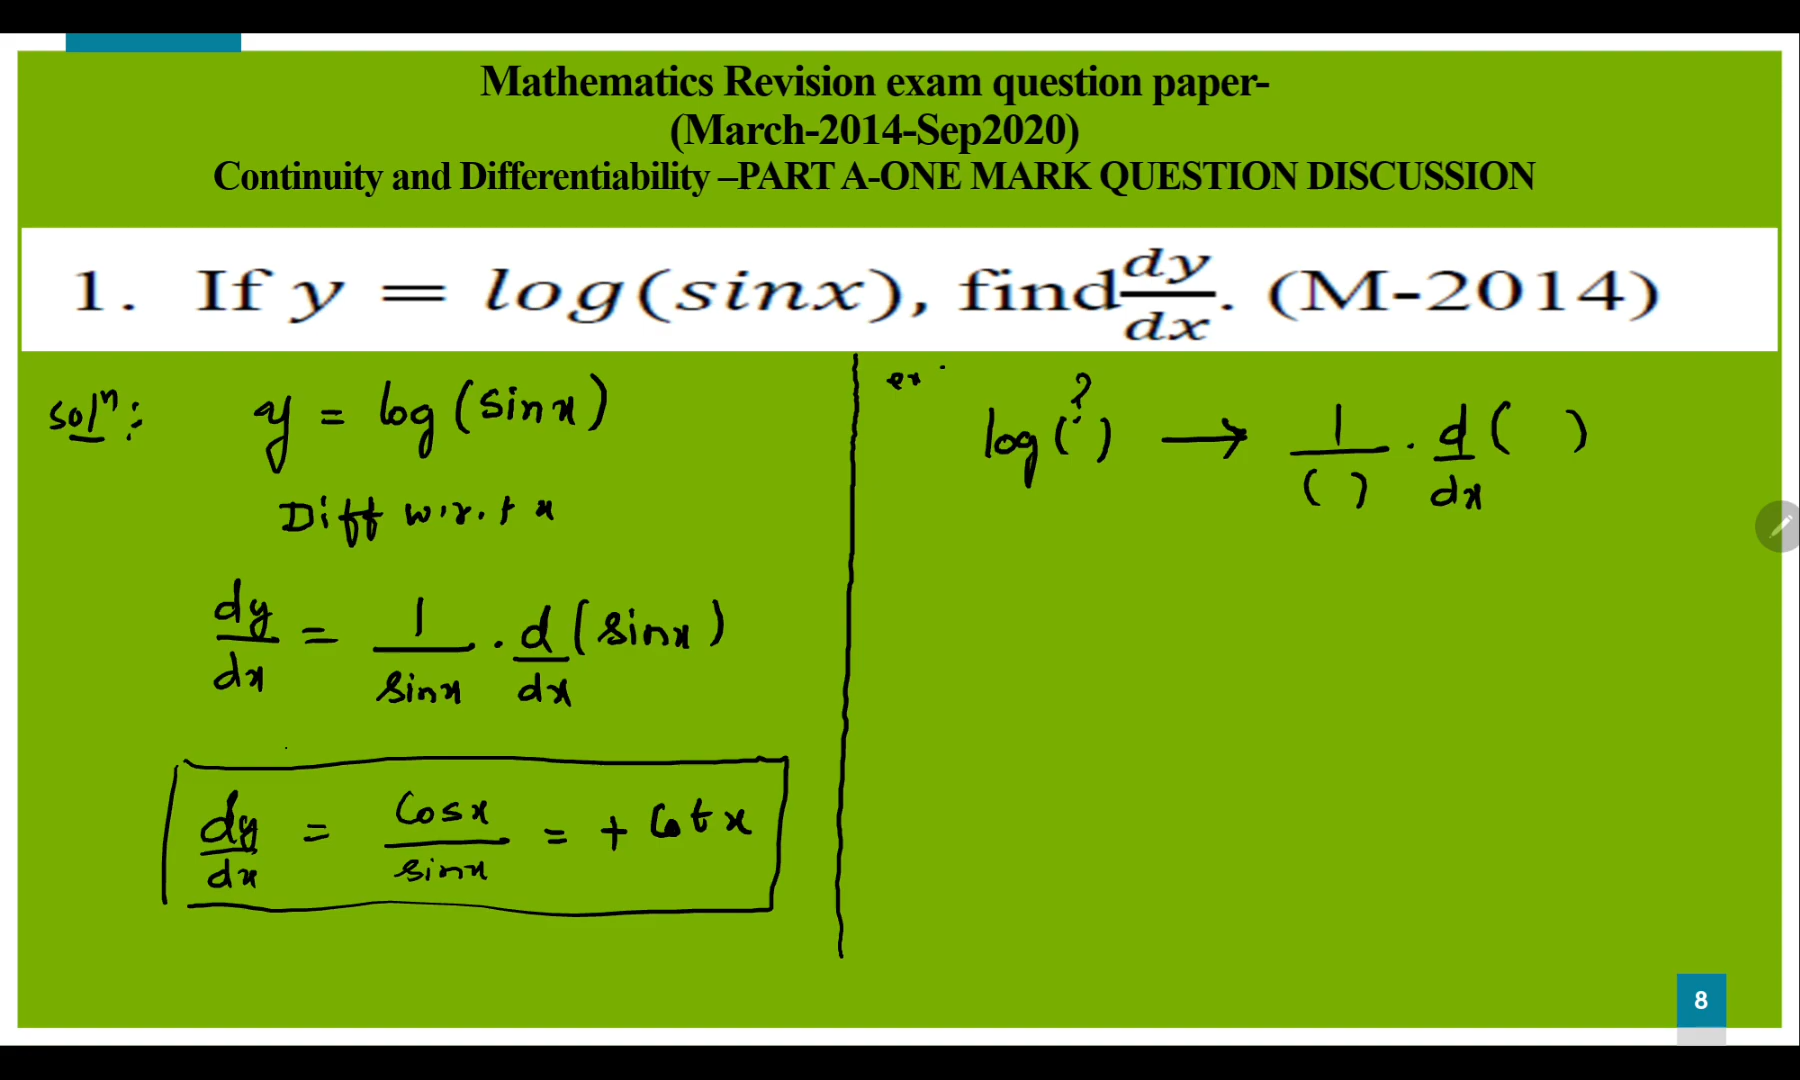 Mathematics Revision exam question paper-
(March-2014-Sep2020)
Continuity and Differentiability –PART A-ONE MARK QUESTION DISCUSSION
1. If y = log(sinx), find dy/dx. (M-2014)
Solⁿ:
y = log(sinx)
Diff w.r.t x
dy/dx = 1/sinx . d/dx (sinx)
dy/dx = Cosx/sinx = + Cotx
ex.
log(?) → 1/( ) . d/dx ( )
8